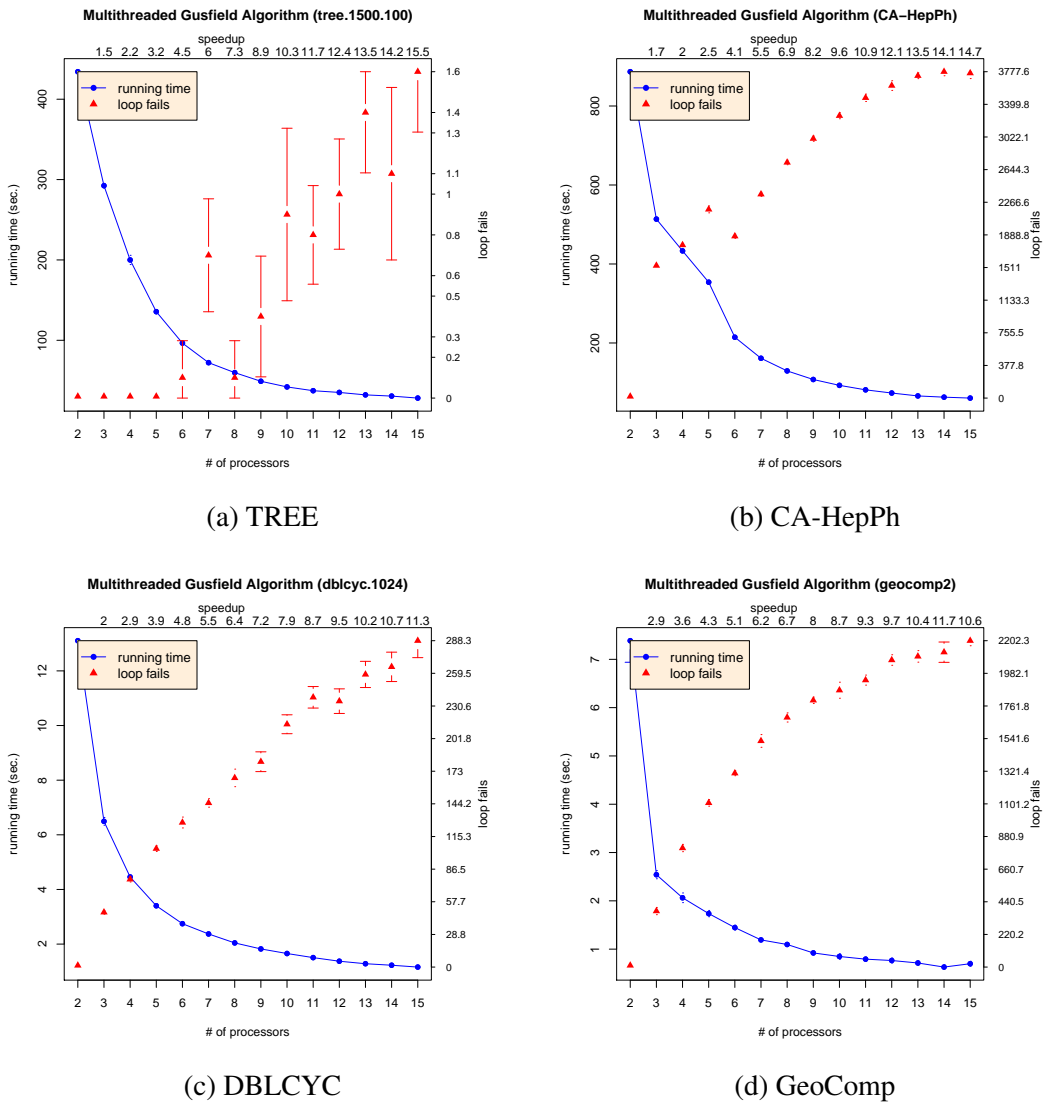 Multithreaded Gusfield Algorithm (tree.1500.100)
speedup
1.5 2.2 3.2 4.5 6 7.3 8.9 10.3 11.7 12.4 13.5 14.2 15.5
running time
loop fails
running time (sec.)
400
300
200
100
1.6
1.4
1.3
1.1
1
0.8
0.6
0.5
0.3
0.2
0
loop fails
2 3 4 5 6 7 8 9 10 11 12 13 14 15
# of processors
(a) TREE
Multithreaded Gusfield Algorithm (CA−HepPh)
speedup
1.7 2 2.5 4.1 5.5 6.9 8.2 9.6 10.9 12.1 13.5 14.1 14.7
running time
loop fails
running time (sec.)
800
600
400
200
3777.6
3399.8
3022.1
2644.3
2266.6
1888.8
1511
1133.3
755.5
377.8
0
loop fails
2 3 4 5 6 7 8 9 10 11 12 13 14 15
# of processors
(b) CA-HepPh
Multithreaded Gusfield Algorithm (dblcyc.1024)
speedup
2 2.9 3.9 4.8 5.5 6.4 7.2 7.9 8.7 9.5 10.2 10.7 11.3
running time
loop fails
running time (sec.)
12
10
8
6
4
2
288.3
259.5
230.6
201.8
173
144.2
115.3
86.5
57.7
28.8
0
loop fails
2 3 4 5 6 7 8 9 10 11 12 13 14 15
# of processors
(c) DBLCYC
Multithreaded Gusfield Algorithm (geocomp2)
speedup
2.9 3.6 4.3 5.1 6.2 6.7 8 8.7 9.3 9.7 10.4 11.7 10.6
running time
loop fails
running time (sec.)
7
6
5
4
3
2
1
2202.3
1982.1
1761.8
1541.6
1321.4
1101.2
880.9
660.7
440.5
220.2
0
loop fails
2 3 4 5 6 7 8 9 10 11 12 13 14 15
# of processors
(d) GeoComp